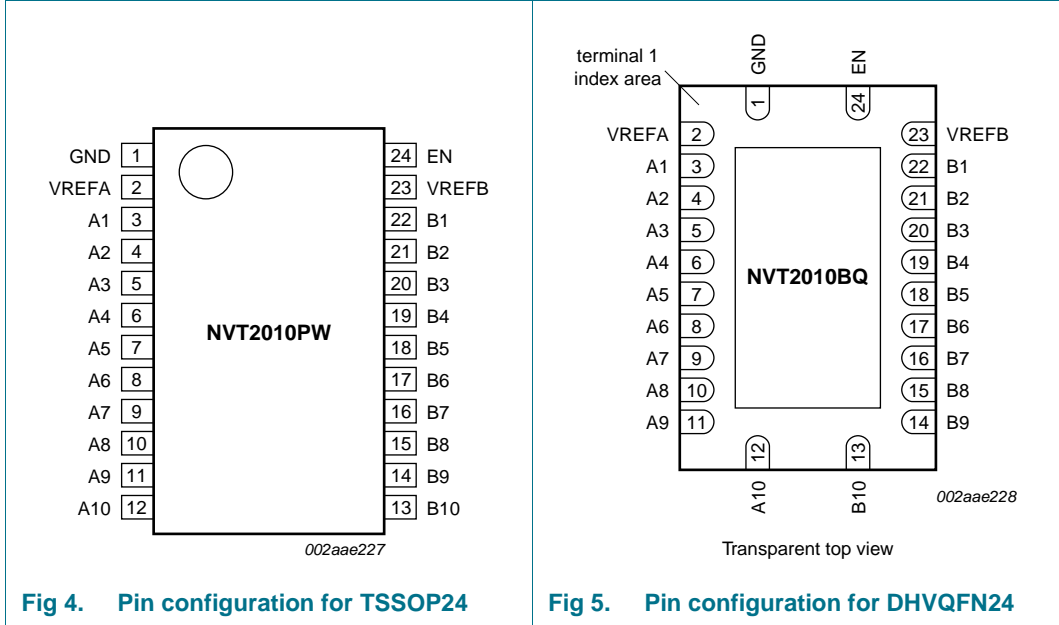 GND 1 24 EN
VREFA 2 23 VREFB
A1 3 22 B1
A2 4 21 B2
A3 5 20 B3
A4 6 19 B4
NVT2010PW
A5 7 18 B5
A6 8 17 B6
A7 9 16 B7
A8 10 15 B8
A9 11 14 B9
A10 12 13 B10
002aae227
Fig 4. Pin configuration for TSSOP24
terminal 1
index area
GND EN
1 24
VREFA 2 23 VREFB
A1 3 22 B1
A2 4 21 B2
A3 5 20 B3
A4 6 19 B4
NVT2010BQ
A5 7 18 B5
A6 8 17 B6
A7 9 16 B7
A8 10 15 B8
A9 11 14 B9
12 13
A10 B10
002aae228
Transparent top view
Fig 5. Pin configuration for DHVQFN24